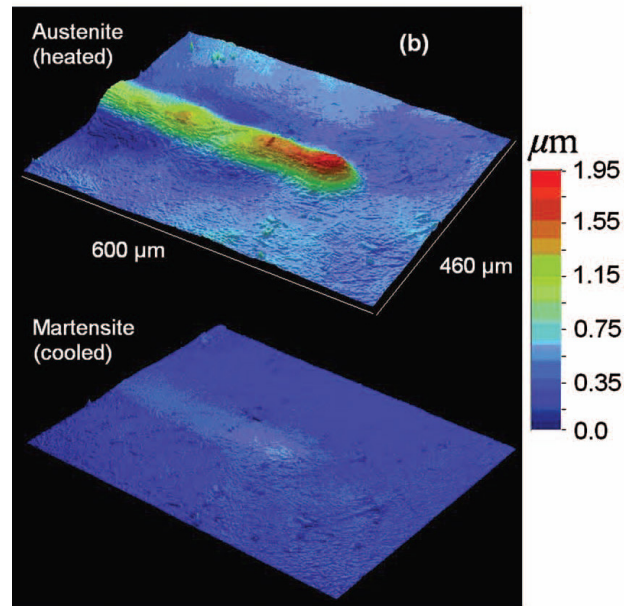 Austenite
(heated)
(b)
600 µm
460 µm
Martensite
(cooled)
µm
1.95
1.55
1.15
0.75
0.35
0.0